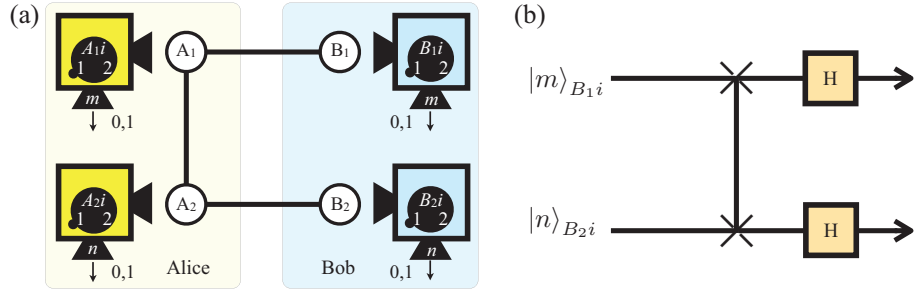 (a)
A₁i
1 2
m
0,1
A₁
B₁
B₁i
1 2
m
0,1
A₂i
1 2
n
0,1
A₂
B₂
B₂i
1 2
n
0,1
Alice
Bob
(b)
|m⟩B₁i
H
|n⟩B₂i
H